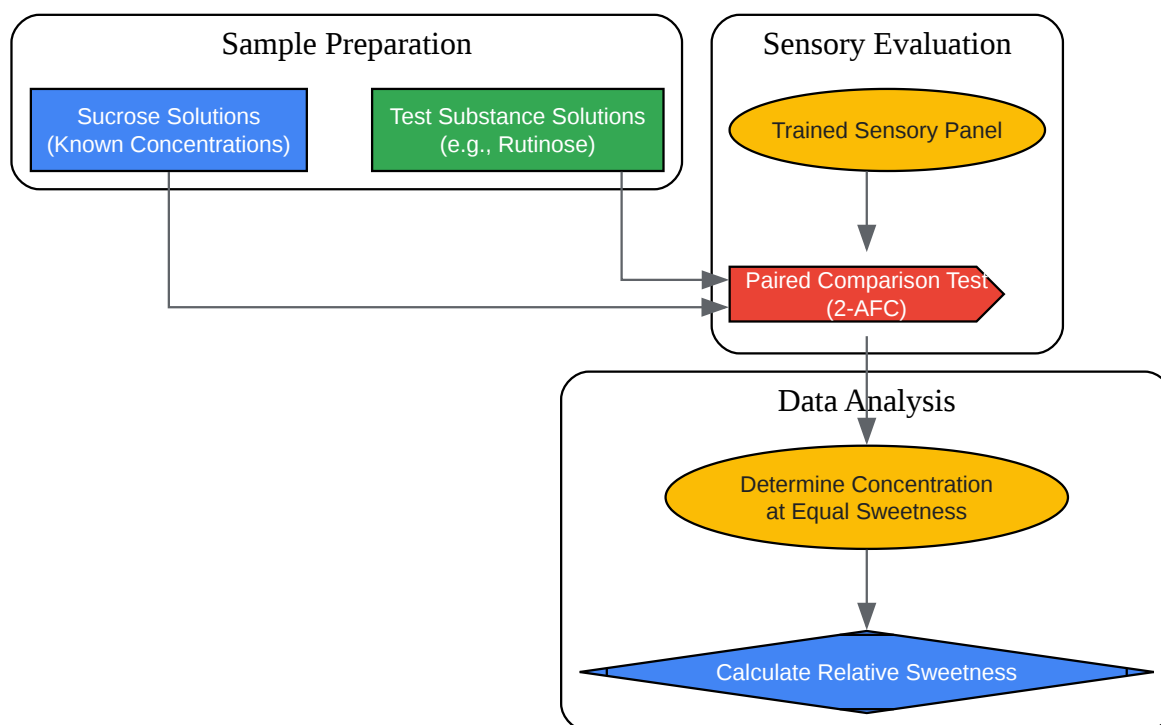 Sample Preparation
Sucrose Solutions
(Known Concentrations)
Test Substance Solutions
(e.g., Rutinose)
Sensory Evaluation
Trained Sensory Panel
Paired Comparison Test
(2-AFC)
Data Analysis
Determine Concentration
at Equal Sweetness
Calculate Relative Sweetness